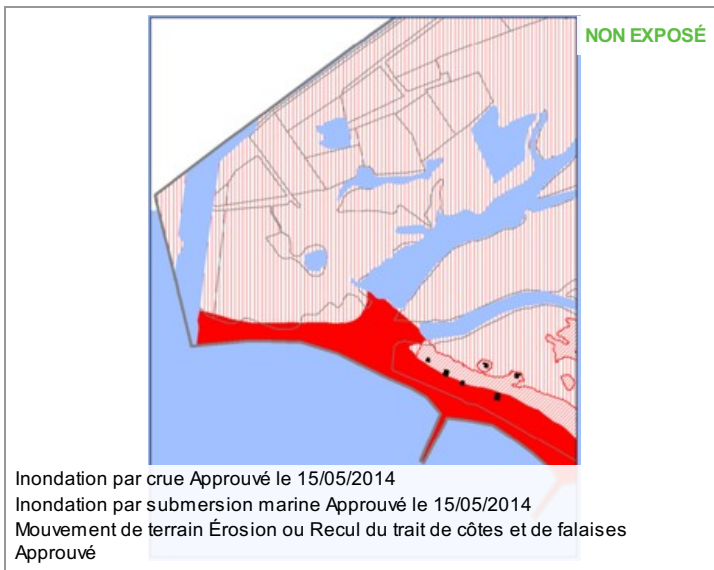 NON EXPOSÉ
Inondation par crue Approuvé le 15/05/2014
Inondation par submersion marine Approuvé le 15/05/2014
Mouvement de terrain Érosion ou Recul du trait de côtes et de falaises
Approuvé